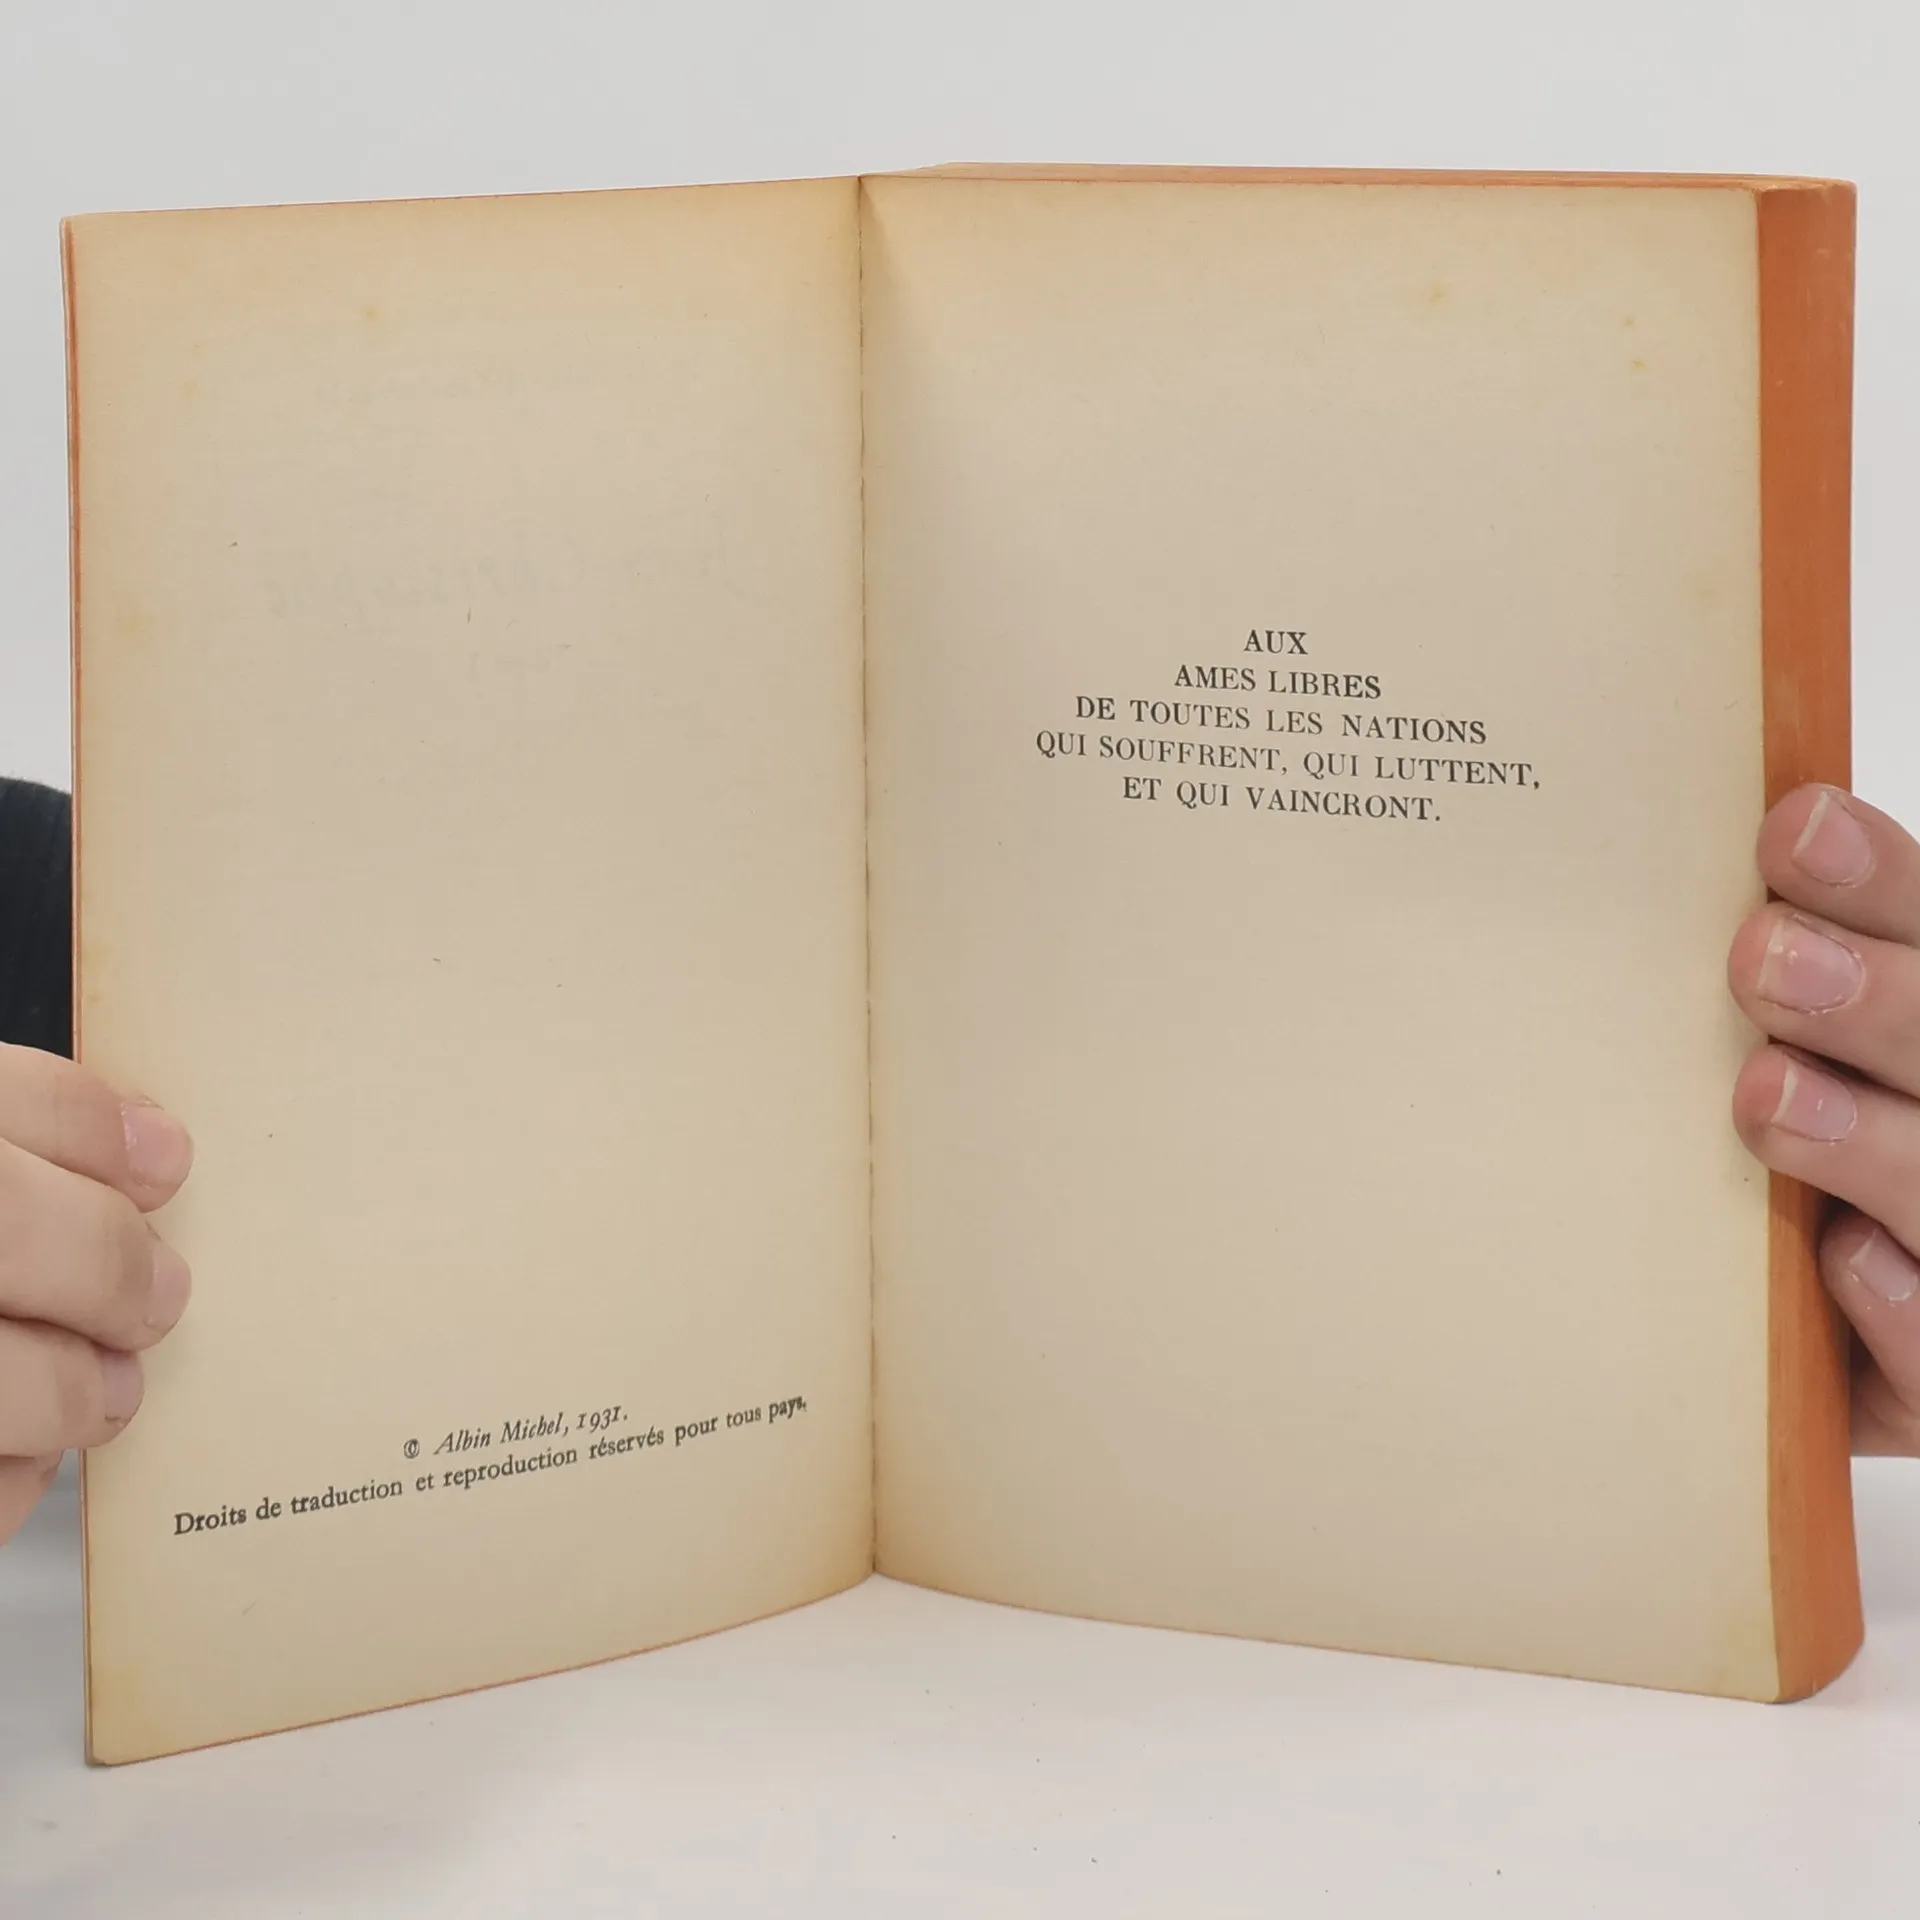 © Albin Michel, 1931.
Droits de traduction et reproduction réservés pour tous pays.
AUX
AMES LIBRES
DE TOUTES LES NATIONS
QUI SOUFFRENT, QUI LUTTENT,
ET QUI VAINCRONT.